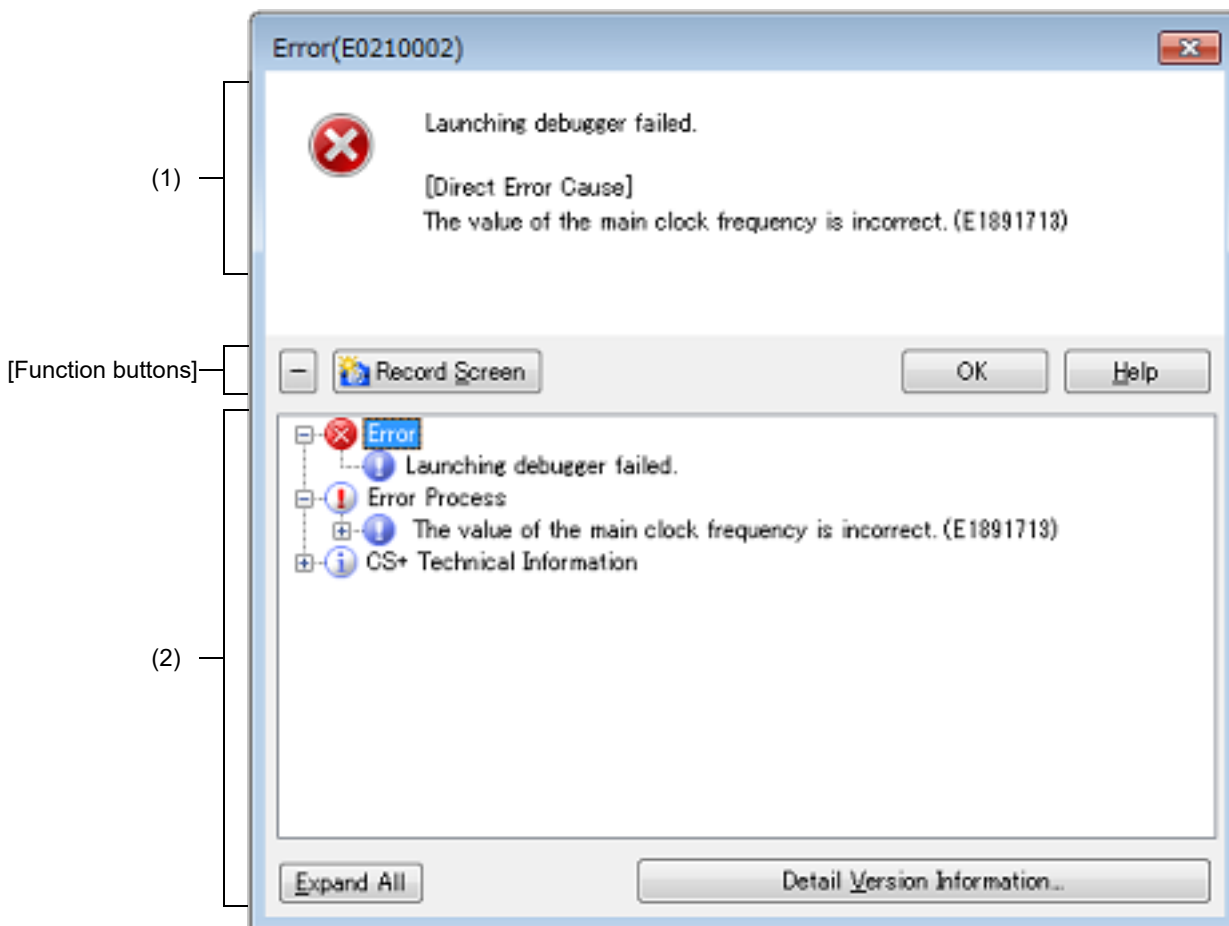 Error(E0210002)
Launching debugger failed.
[Direct Error Cause]
(1)
The value of the main clock frequency is incorrect.(E1891713)
[Function buttons]
−
Record Screen
OK
Help
Error
Launching debugger failed.
Error Process
The value of the main clock frequency is incorrect.(E1891713)
CS+ Technical Information
(2)
Expand All
Detail Version Information...